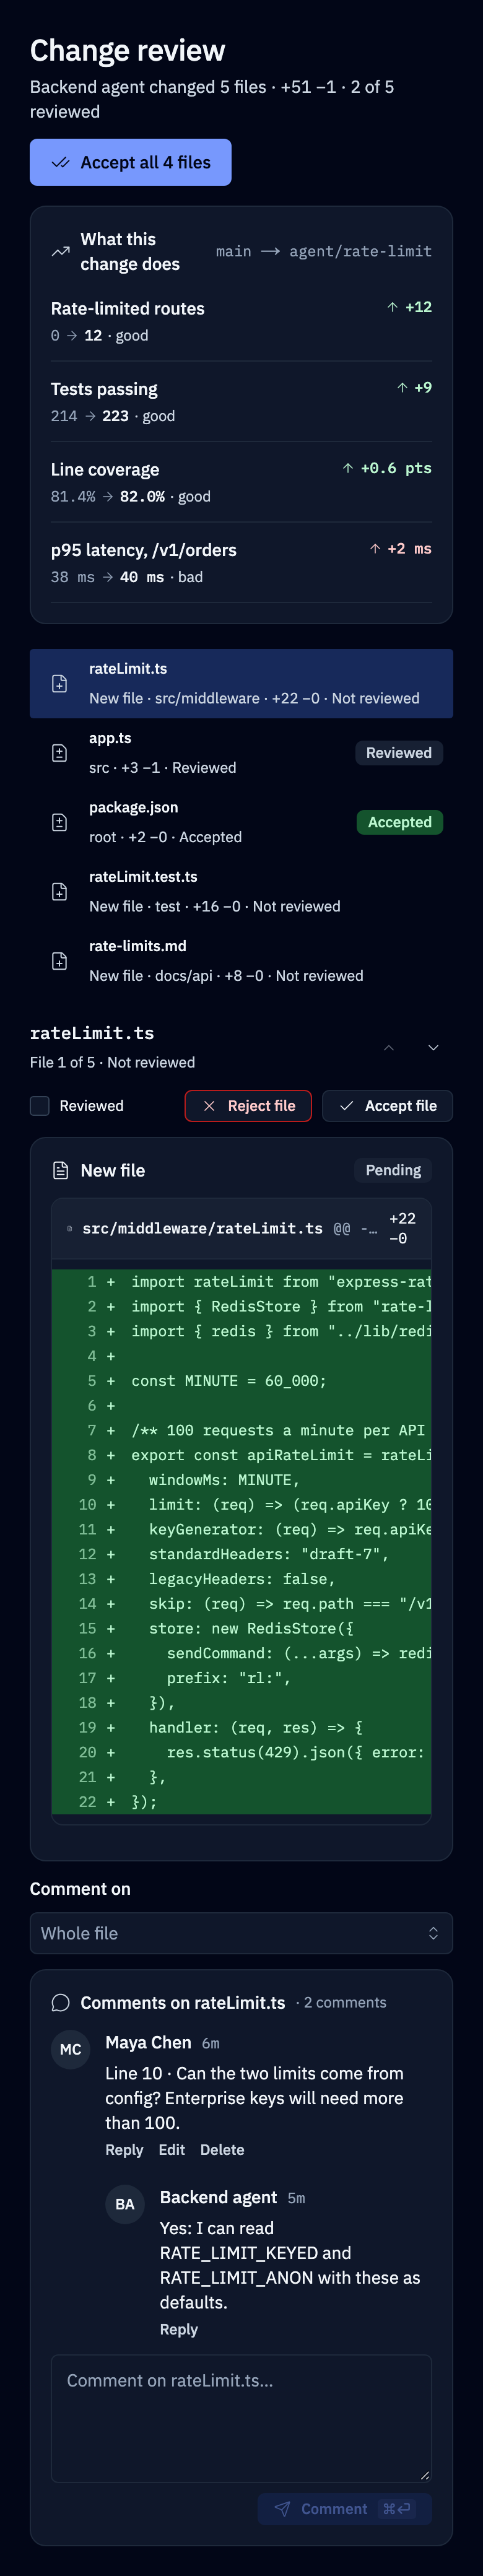 Change review
Backend agent changed 5 files · +51 −1 · 2 of 5
reviewed
Accept all 4 files
What this
change does
main → agent/rate-limit
Rate-limited routes
↑ +12
0 → 12 · good
Tests passing
↑ +9
214 → 223 · good
Line coverage
↑ +0.6 pts
81.4% → 82.0% · good
p95 latency, /v1/orders
↑ +2 ms
38 ms → 40 ms · bad
rateLimit.ts
New file · src/middleware · +22 −0 · Not reviewed
app.ts
src · +3 −1 · Reviewed
Reviewed
package.json
root · +2 −0 · Accepted
Accepted
rateLimit.test.ts
New file · test · +16 −0 · Not reviewed
rate-limits.md
New file · docs/api · +8 −0 · Not reviewed
rateLimit.ts
File 1 of 5 · Not reviewed
Reviewed
Reject file
Accept file
New file
Pending
src/middleware/rateLimit.ts @@ -…
+22
−0
1 + import rateLimit from "express-rat
2 + import { RedisStore } from "rate-l
3 + import { redis } from "../lib/redi
4 +
5 + const MINUTE = 60_000;
6 +
7 + /** 100 requests a minute per API
8 + export const apiRateLimit = rateLi
9 + windowMs: MINUTE,
10 + limit: (req) => (req.apiKey ? 10
11 + keyGenerator: (req) => req.apiKe
12 + standardHeaders: "draft-7",
13 + legacyHeaders: false,
14 + skip: (req) => req.path === "/v1
15 + store: new RedisStore({
16 + sendCommand: (...args) => redi
17 + prefix: "rl:",
18 + }),
19 + handler: (req, res) => {
20 + res.status(429).json({ error:
21 + },
22 + });
Comment on
Whole file
Comments on rateLimit.ts · 2 comments
MC
Maya Chen 6m
Line 10 · Can the two limits come from
config? Enterprise keys will need more
than 100.
Reply Edit Delete
BA
Backend agent 5m
Yes: I can read
RATE_LIMIT_KEYED and
RATE_LIMIT_ANON with these as
defaults.
Reply
Comment on rateLimit.ts…
Comment ⌘⏎